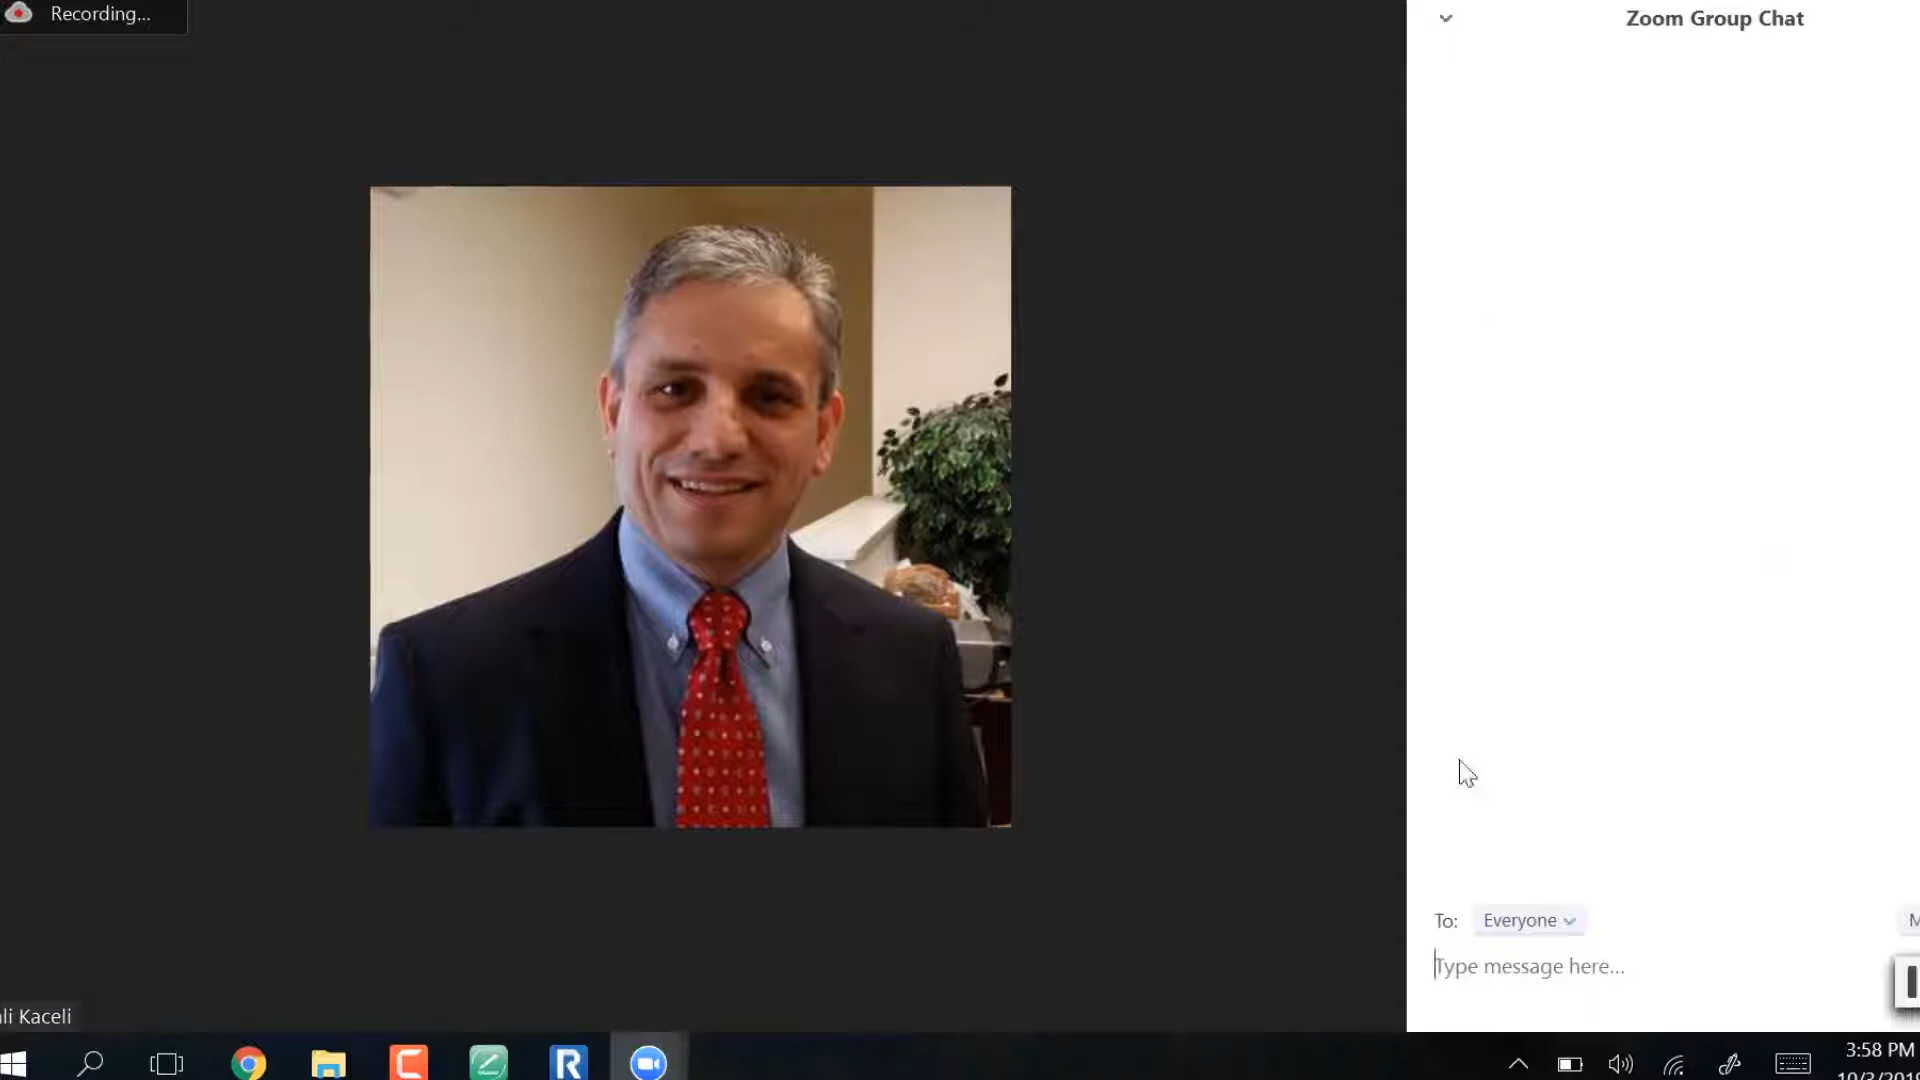 Recording...
Zoom Group Chat
To: Everyone
Type message here...
li Kaceli
3:58 PM